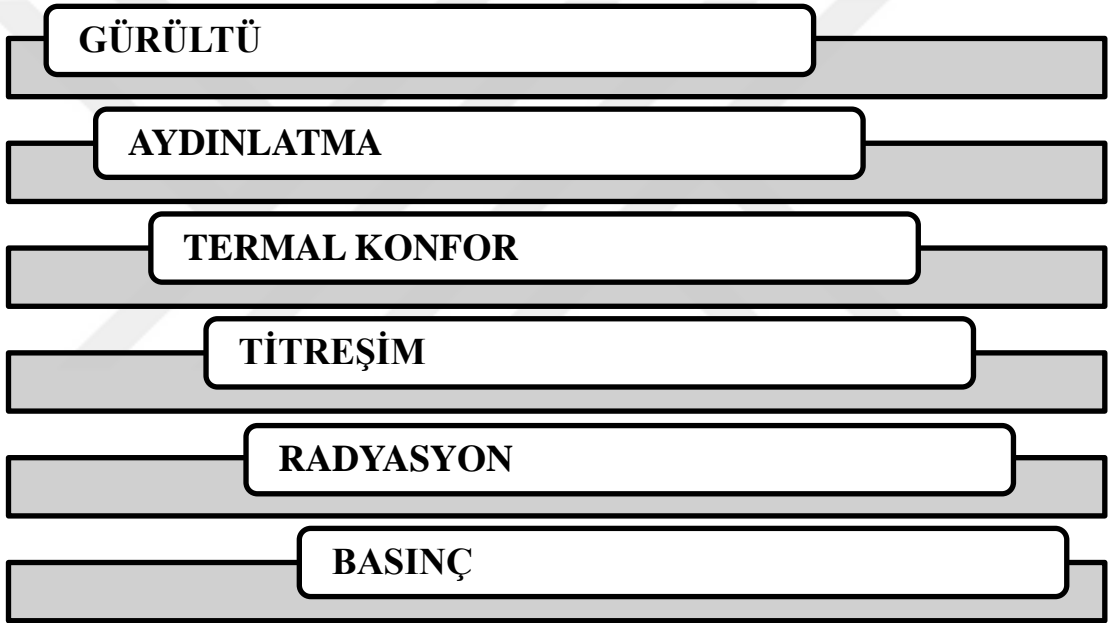 GÜRÜLTÜ
AYDINLATMA
TERMAL KONFOR
TİTREŞİM
RADYASYON
BASINÇ